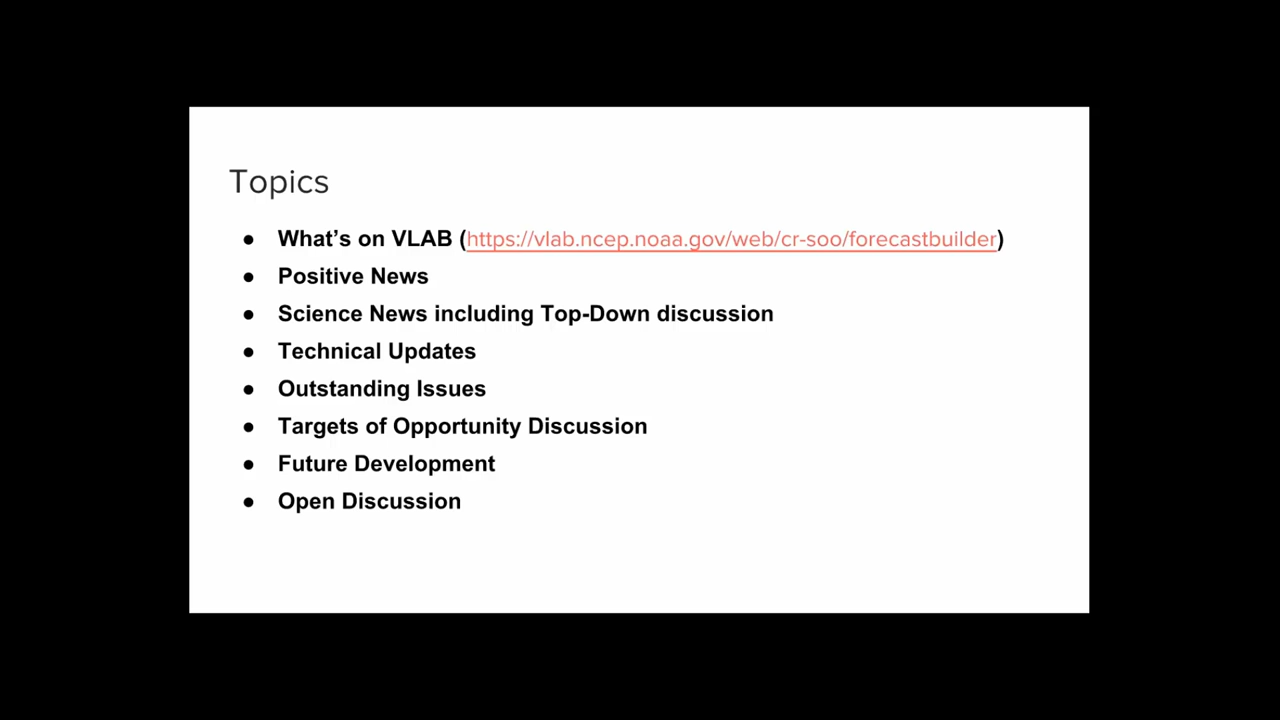 Topics
● What’s on VLAB (https://vlab.ncep.noaa.gov/web/cr-soo/forecastbuilder)
● Positive News
● Science News including Top-Down discussion
● Technical Updates
● Outstanding Issues
● Targets of Opportunity Discussion
● Future Development
● Open Discussion